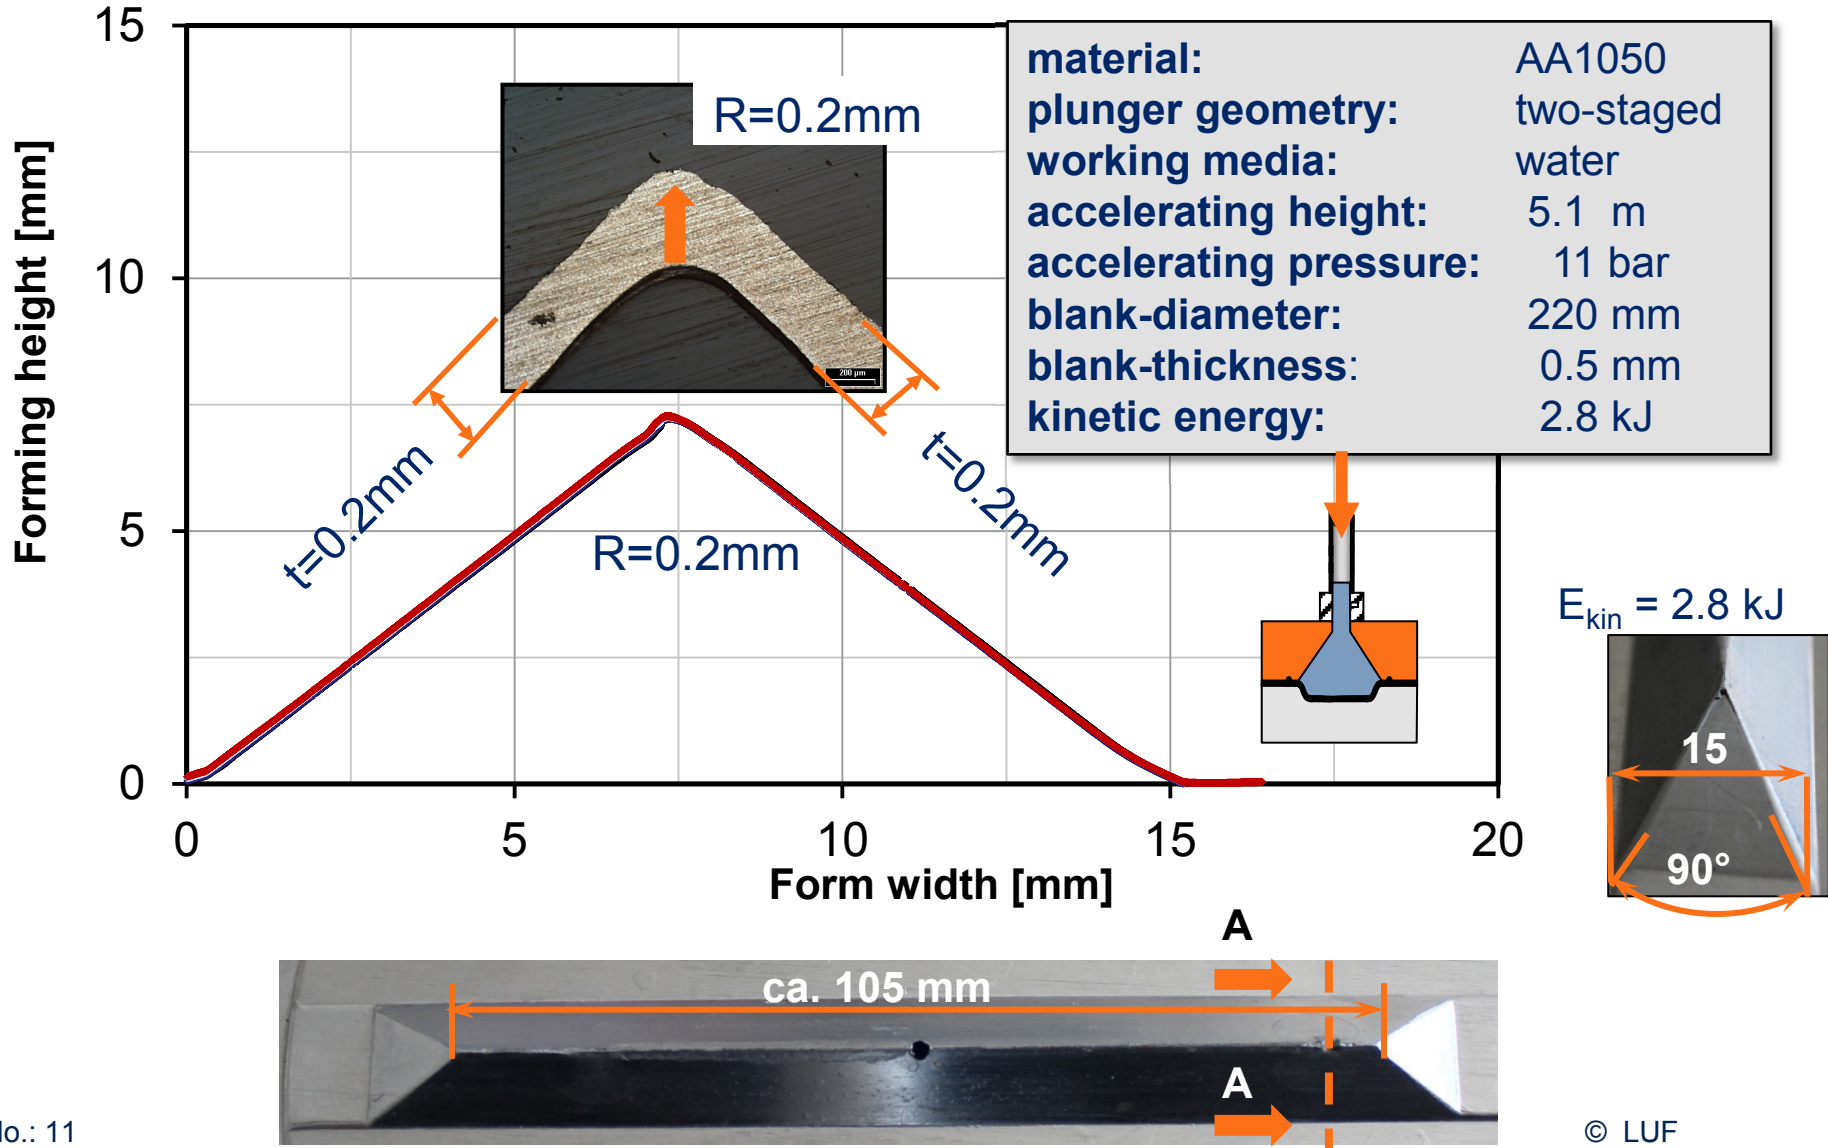 15
10
5
0
Forming height [mm]
0
5
10
15
20
Form width [mm]
R=0.2mm
200 µm
t=0.2mm
R=0.2mm
t=0.2mm
material: AA1050
plunger geometry: two-staged
working media: water
accelerating height: 5.1 m
accelerating pressure: 11 bar
blank-diameter: 220 mm
blank-thickness: 0.5 mm
kinetic energy: 2.8 kJ
Ekin = 2.8 kJ
15
90°
A
ca. 105 mm
A
o.: 11
© LUF